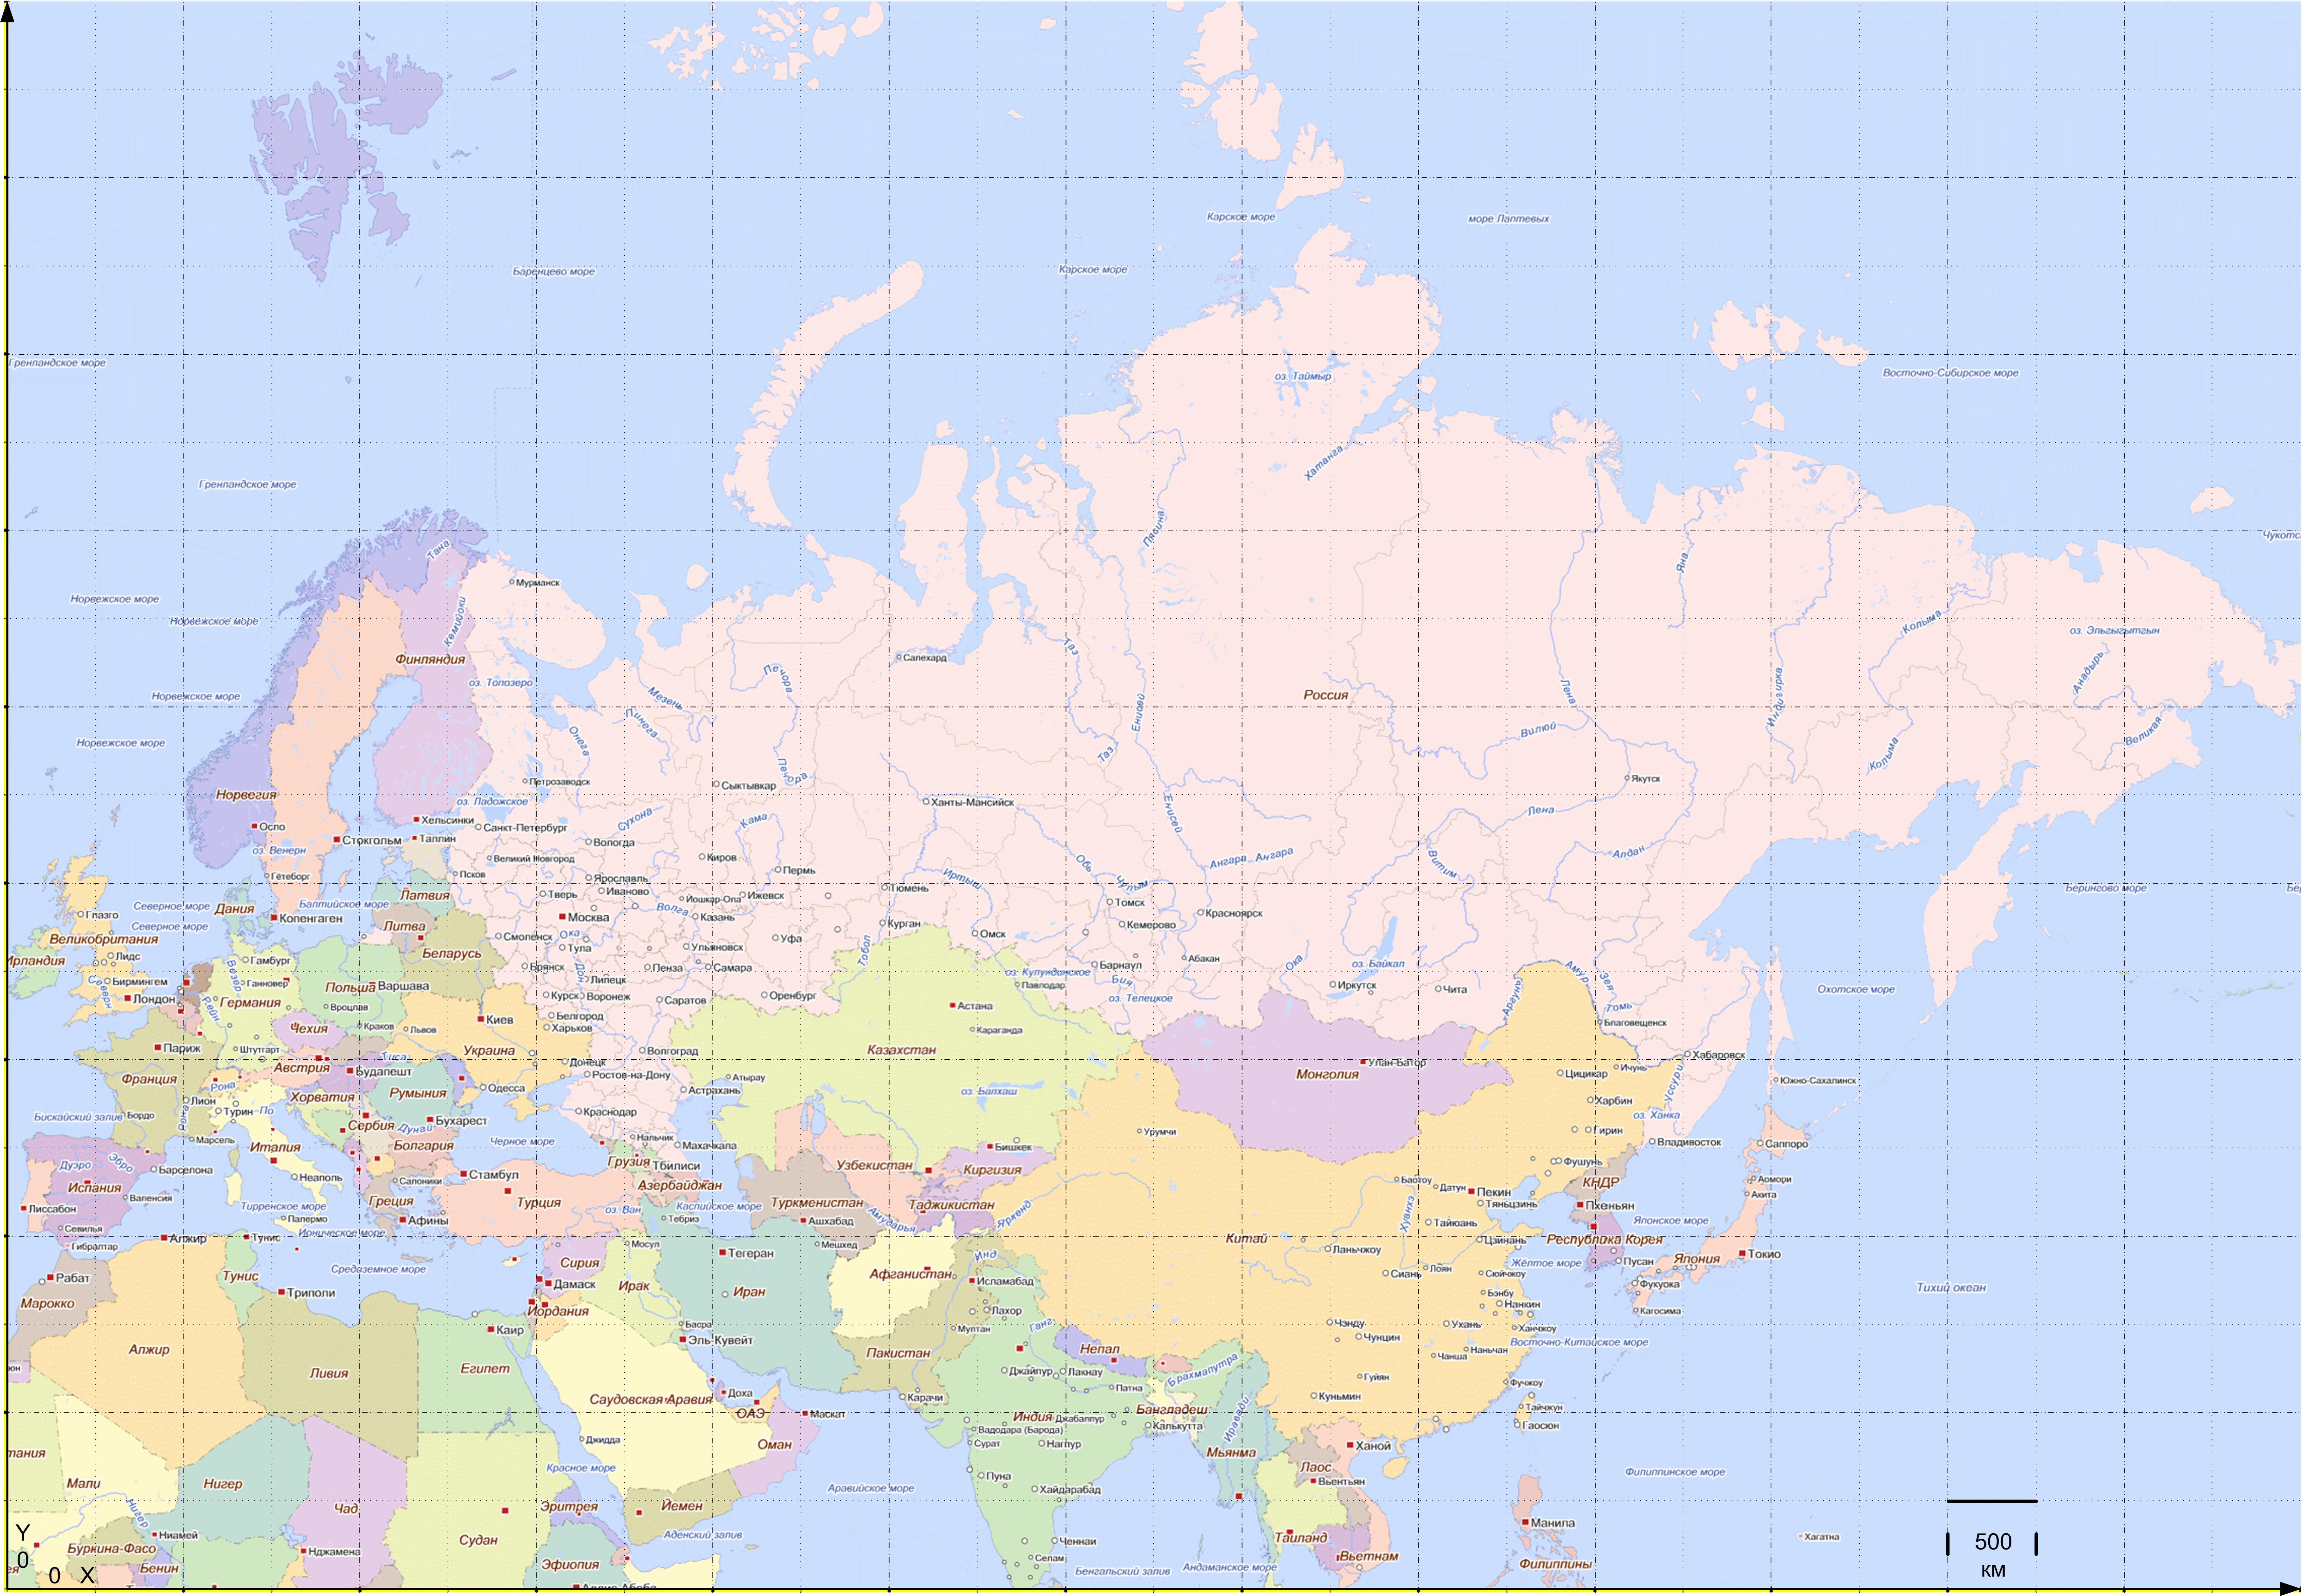 Карское море
море Лаптевых
Баренцево море
Карское море
Гренландское море
оз. Таймыр
Восточно-Сибирское море
Хатанга
Гренландское море
Пясина
Тана
Яна
Мурманск
Норвежское море
Норвежское море
Кемийоки
Колыма
оз. Эльгыгытгын
Финляндия
Таз
Салехард
Печора
оз. Топозеро
Анадырь
Норвежское море
Мезень
Россия
Лена
Индигирка
Енисей
Пинега
Онега
Вилюй
Великая
Норвежское море
Таз
Колыма
Печора
Петрозаводск
Сыктывкар
Якутск
Норвегия
оз. Ладожское
Ханты-Мансийск
Енисей
Лена
Осло
Хельсинки
Санкт-Петербург
Сухона
Кама
Стокгольм
Таллин
Вологда
оз. Венерн
Великий Новгород
Киров
Обь
Ангара
Ангара
Витим
Алдан
Гётеборг
Псков
Ярославль
Пермь
Иртыш
Чулым
Латвия
Тверь
Иваново
Йошкар-Ола
Ижевск
Тюмень
Берингово море
Северное море
Дания
Балтийское море
Томск
Глазго
Копенгаген
Москва
Волга
Казань
Красноярск
Северное море
Литва
Курган
Кемерово
Великобритания
Смоленск
Ока
Уфа
Омск
Ирландия
Лидс
Гамбург
Беларусь
Тула
Ульяновск
Тобол
Абакан
Ока
оз. Байкал
Везер
Брянск
Дон
Пенза
Самара
Барнаул
Амур
Зея
Северн
Бирмингем
Ганновер
Польша
Варшава
Липецк
оз. Кулундинское
Бия
Павлодар
Иркутск
Чита
Аргунь
Охотское море
Лондон
Рейн
Германия
Вроцлав
Курск
Воронеж
Саратов
Оренбург
Астана
оз. Телецкое
Томь
Чехия
Краков
Львов
Киев
Белгород
Харьков
Караганда
Благовещенск
Париж
Штутгарт
Тиса
Украина
Волгоград
Казахстан
Хабаровск
Франция
Австрия
Будапешт
Донецк
Ростов-на-Дону
Атырау
Улан-Батор
Монголия
Цицикар
Ичунь
Южно-Сахалинск
Рона
Хорватия
Румыния
Одесса
Астрахань
оз. Балхаш
Харбин
Уссури
Бискайский залив
Бордо
Лион
Турин
По
Рона
Бухарест
Краснодар
оз. Ханка
Марсель
Италия
Сербия
Дунай
Болгария
Черное море
Нальчик
Махачкала
Бишкек
Урумчи
Гирин
Владивосток
Саппоро
Дуэро
Эбро
Барселона
Грузия
Тбилиси
Узбекистан
Киргизия
Фушунь
Испания
Валенсия
Неаполь
Салоники
Стамбул
Турция
Азербайджан
Туркменистан
Таджикистан
Баотоу
Датун
Пекин
КНДР
Аомори
Акита
Лиссабон
Тирренское море
Греция
оз. Ван
Каспийское море
Амударья
Яркенд
Хуанхэ
Тяньцзинь
Пхеньян
Севилья
Палермо
Афины
Тебриз
Ашхабад
Тайюань
Японское море
Гибралтар
Алжир
Тунис
Ионическое море
Мосул
Мешхед
Китай
Ланьчжоу
Цзинань
Республика Корея
Япония
Токио
Рабат
Тунис
Средиземное море
Сирия
Тегеран
Инд
Афганистан
Исламабад
Сиань
Лоян
Сюйчжоу
Жёлтое море
Пусан
Фукуока
Марокко
Триполи
Дамаск
Ирак
Иран
Лахор
Бэнбу
Нанкин
Кагосима
Тихий океан
Иордания
Каир
Басра
Эль-Кувейт
Мултан
Ганг
Чэнду
Чунцин
Ухань
Ханчжоу
Восточно-Китайское море
Алжир
Ливия
Египет
Пакистан
Непал
Чанша
Наньчан
Джайпур
Лакнау
Брахмапутра
Гуйян
Саудовская Аравия
Доха
ОАЭ
Карачи
Патна
Куньмин
Фучжоу
Маскат
Индия
Джабалпур
Бангладеш
Тайчжун
Джидда
Оман
Вадодара (Барода)
Калькутта
Иравади
Гаосюн
тания
Сурат
Нагпур
Мьянма
Ханой
Мали
Нигер
Красное море
Аравийское море
Пуна
Лаос
Вьентьян
Филиппинское море
Нигер
Чад
Эритрея
Йемен
Хайдарабад
Манила
Буркина-Фасо
Ниамей
Судан
Аденский залив
Ченнаи
Таиланд
Хагатна
500
км
Y
0
Бенин
Нджамена
Эфиопия
Селам
Бенгальский залив
Андаманское море
Вьетнам
Филиппины
0 X
Аддис-Абеба